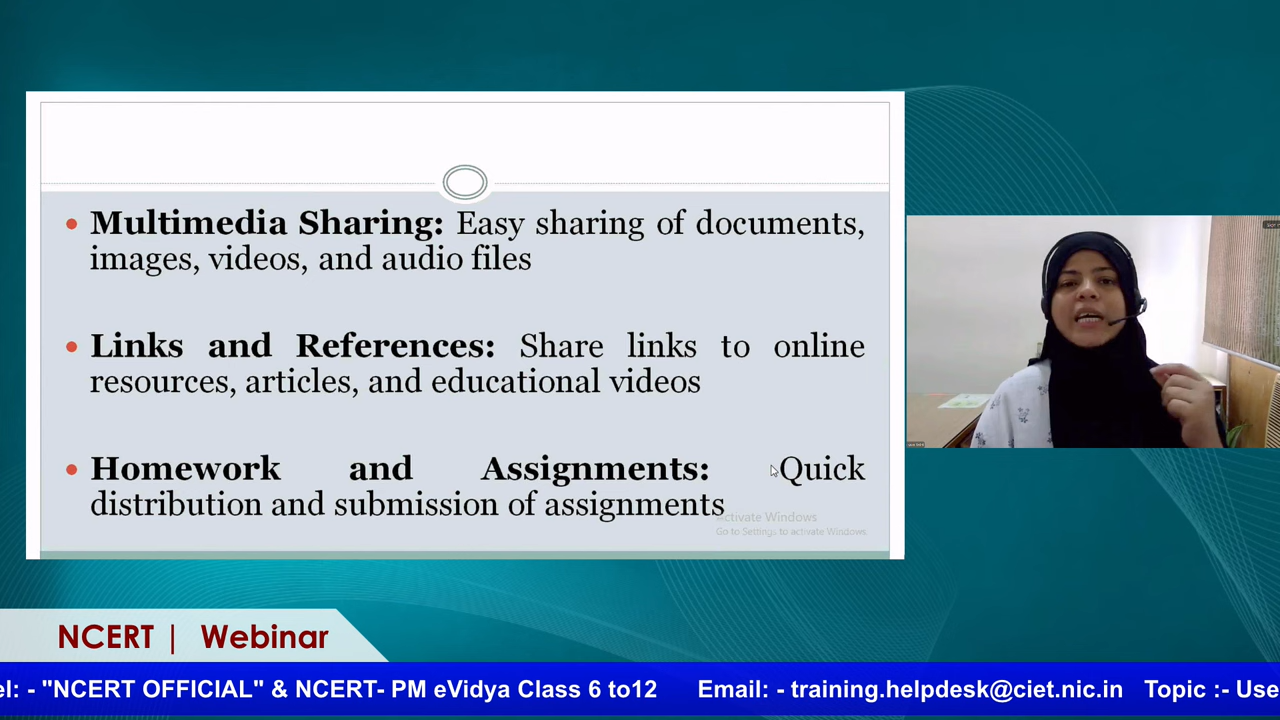 Multimedia Sharing: Easy sharing of documents,
images, videos, and audio files
Links and References: Share links to online
resources, articles, and educational videos
Homework and Assignments: Quick
distribution and submission of assignments
Activate Windows
Go to Settings to activate Windows
NCERT | Webinar
el: - "NCERT OFFICIAL" & NCERT- PM eVidya Class 6 to12 Email: - training.helpdesk@ciet.nic.in Topic :- Use